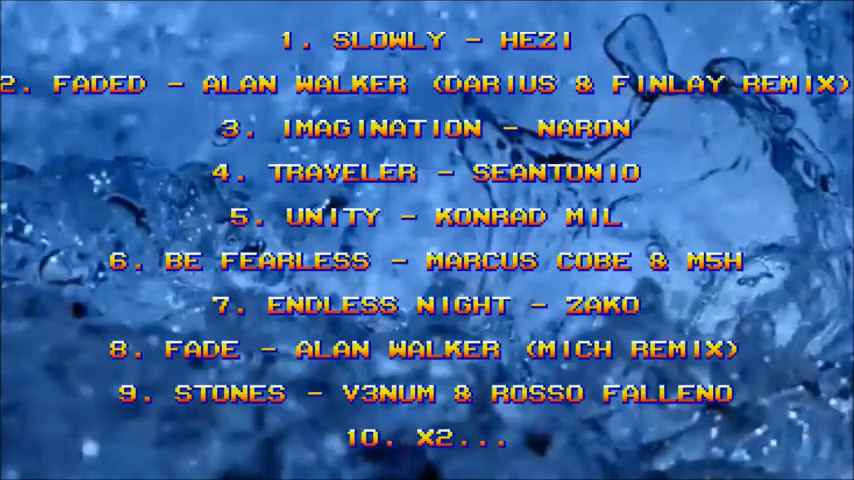 1. SLOWLY - HEZI
2. FADED - ALAN WALKER (DARIUS & FINLAY REMIX)
3. IMAGINATION - NARON
4. TRAVELER - SEANTONIO
5. UNITY - KONRAD MIL
6. BE FEARLESS - MARCUS COBE & M5H
7. ENDLESS NIGHT - ZAKO
8. FADE - ALAN WALKER (MICH REMIX)
9. STONES - V3NUM & ROSSO FALLENO
10. X2...